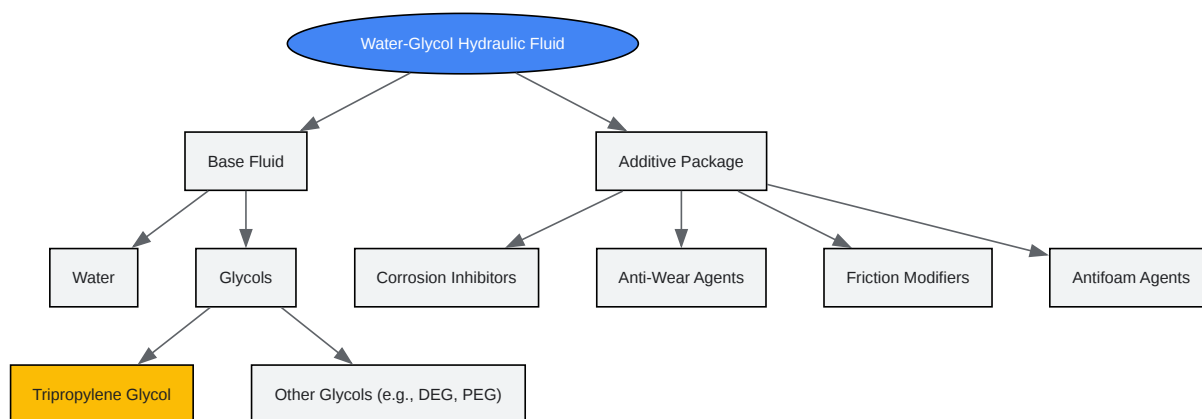 Water-Glycol Hydraulic Fluid
Base Fluid
Additive Package
Water
Glycols
Corrosion Inhibitors
Anti-Wear Agents
Friction Modifiers
Antifoam Agents
Tripropylene Glycol
Other Glycols (e.g., DEG, PEG)